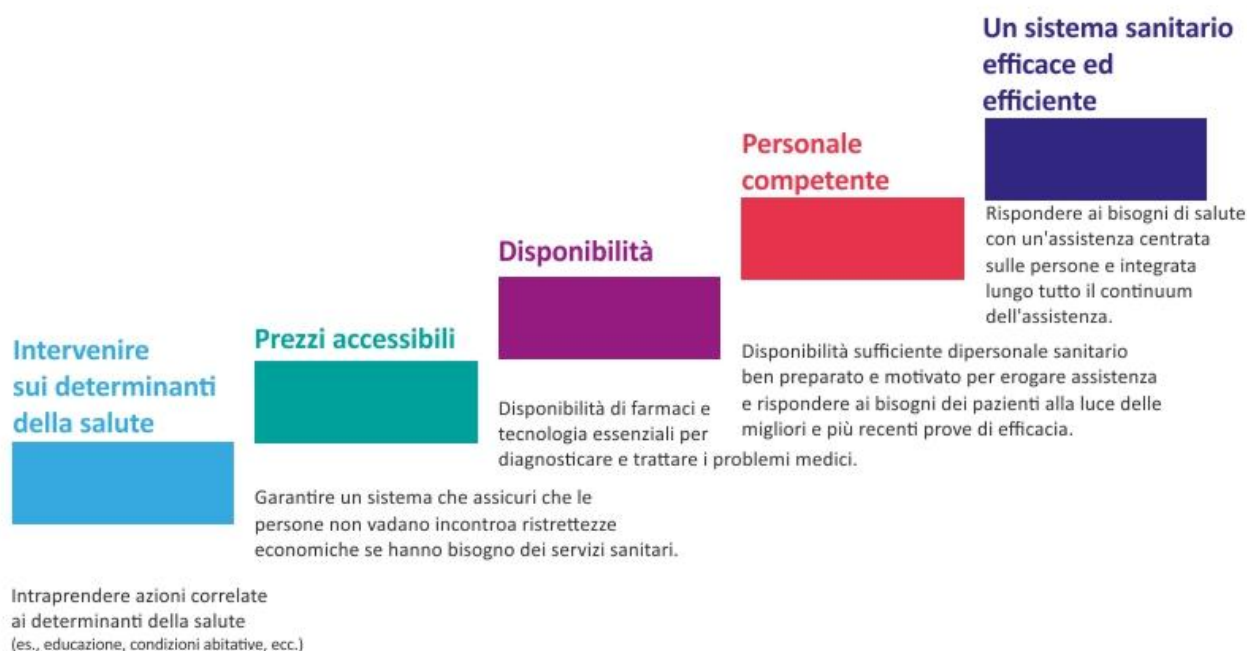 Intervenire
sui determinanti
della salute
Intraprendere azioni correlate
ai determinanti della salute
(es., educazione, condizioni abitative, ecc.)
Prezzi accessibili
Garantire un sistema che assicuri che le
persone non vadano incontroa ristrettezze
economiche se hanno bisogno dei servizi sanitari.
Disponibilità
Disponibilità di farmaci e
tecnologia essenziali per
diagnosticare e trattare i problemi medici.
Personale
competente
Disponibilità sufficiente dipersonale sanitario
ben preparato e motivato per erogare assistenza
e rispondere ai bisogni dei pazienti alla luce delle
migliori e più recenti prove di efficacia.
Un sistema sanitario
efficace ed
efficiente
Rispondere ai bisogni di salute
con un'assistenza centrata
sulle persone e integrata
lungo tutto il continuum
dell'assistenza.